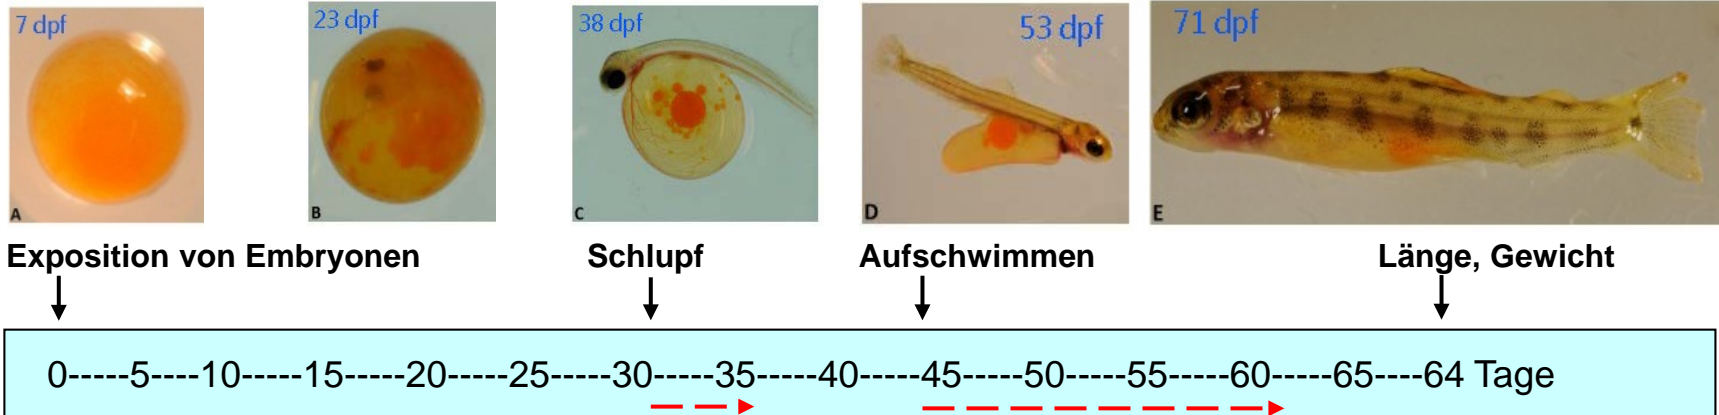 7 dpf
23 dpf
38 dpf
53 dpf
71 dpf
A
B
C
D
E
Exposition von Embryonen
Schlupf
Aufschwimmen
Länge, Gewicht
0-----5----10-----15-----20-----25-----30-----35-----40-----45-----50-----55-----60-----65----64 Tage